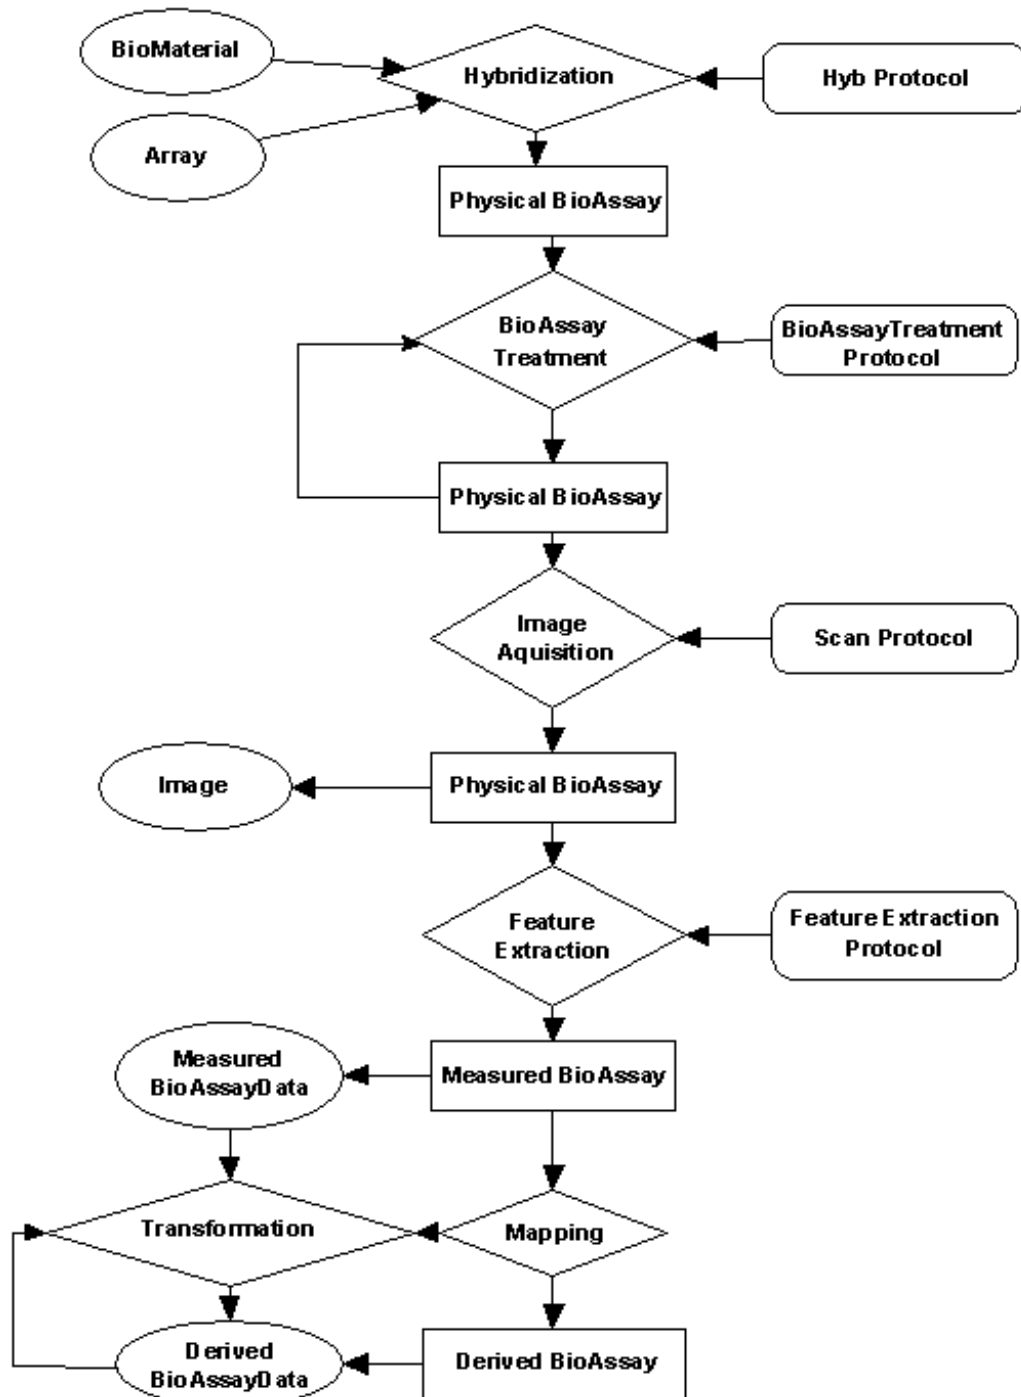 BioMaterial
Hybridization
Hyb Protocol
Array
Physical BioAssay
BioAssay
Treatment
BioAssayTreatment
Protocol
Physical BioAssay
Image
Aquisition
Scan Protocol
Image
Physical BioAssay
Feature
Extraction
Feature Extraction
Protocol
Measured
BioAssayData
Measured BioAssay
Transformation
Mapping
Derived
BioAssayData
Derived BioAssay